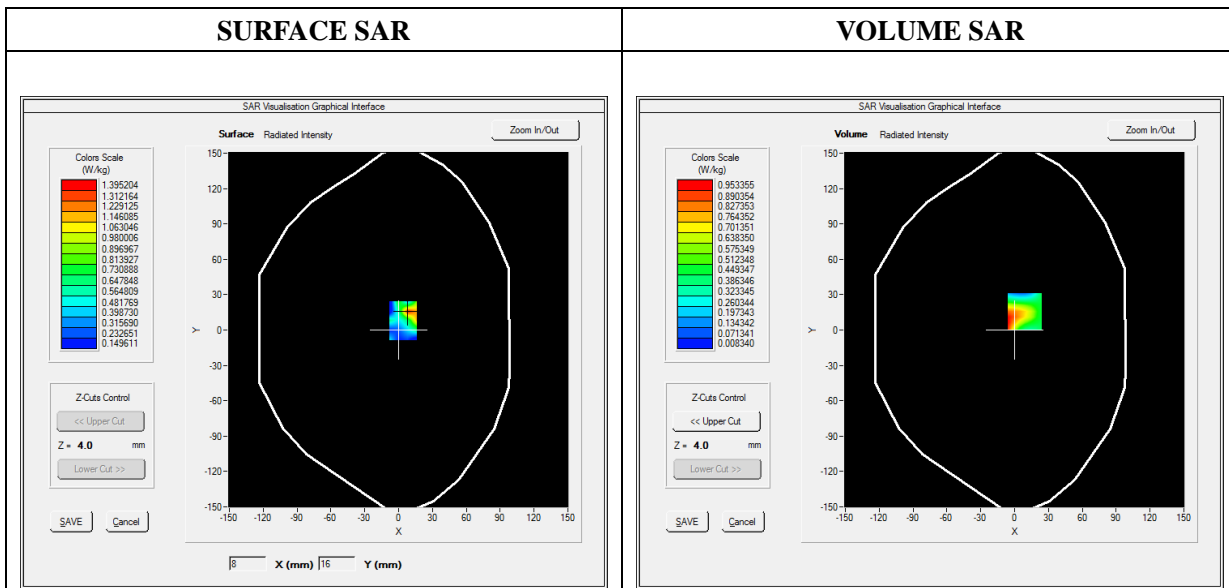 SURFACE SAR
VOLUME SAR
SAR Visualisation Graphical Interface
Surface Radiated Intensity
Zoom In/Out
Colors Scale
(W/kg)
1.395204
1.312164
1.229125
1.146085
1.063046
0.980006
0.896967
0.813927
0.730888
0.647848
0.564809
0.481769
0.398730
0.315690
0.232651
0.149611
Z-Cuts Control
<< Upper Cut
Z = 4.0 mm
Lower Cut >>
SAVE Cancel
150
120
90
60
30
0
-30
-60
-90
-120
-150
Y
-150 -120 -90 -60 -30 0 30 60 90 120 150
X
8 X (mm) 16 Y (mm)
SAR Visualisation Graphical Interface
Volume Radiated Intensity
Zoom In/Out
Colors Scale
(W/kg)
0.953355
0.890354
0.827353
0.764352
0.701351
0.638350
0.575349
0.512348
0.449347
0.386346
0.323345
0.260344
0.197343
0.134342
0.071341
0.008340
Z-Cuts Control
<< Upper Cut
Z = 4.0 mm
Lower Cut >>
SAVE Cancel
150
120
90
60
30
0
-30
-60
-90
-120
-150
Y
-150 -120 -90 -60 -30 0 30 60 90 120 150
X